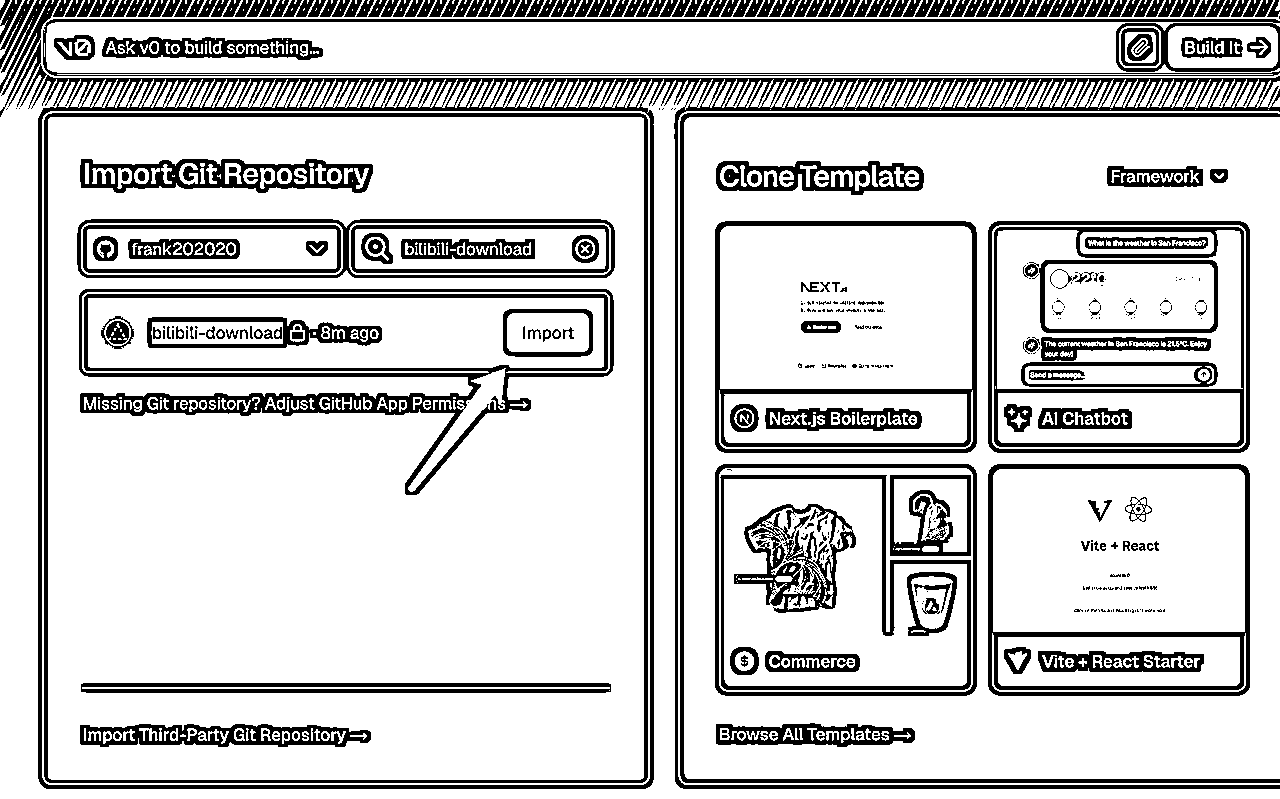 v0 Ask v0 to build something...
Build It →
Import Git Repository
frank202020
bilibili-download
bilibili-download · 8m ago
Import
Missing Git repository? Adjust GitHub App →
Import Third-Party Git Repository →
Clone Template
Framework
NEXT.js
Next.js Boilerplate
What is the weather in San Francisco?
The current weather in San Francisco is 21.5°C. Enjoy
your day!
Send a message...
AI Chatbot
Commerce
Vite + React
Vite + React Starter
Browse All Templates →